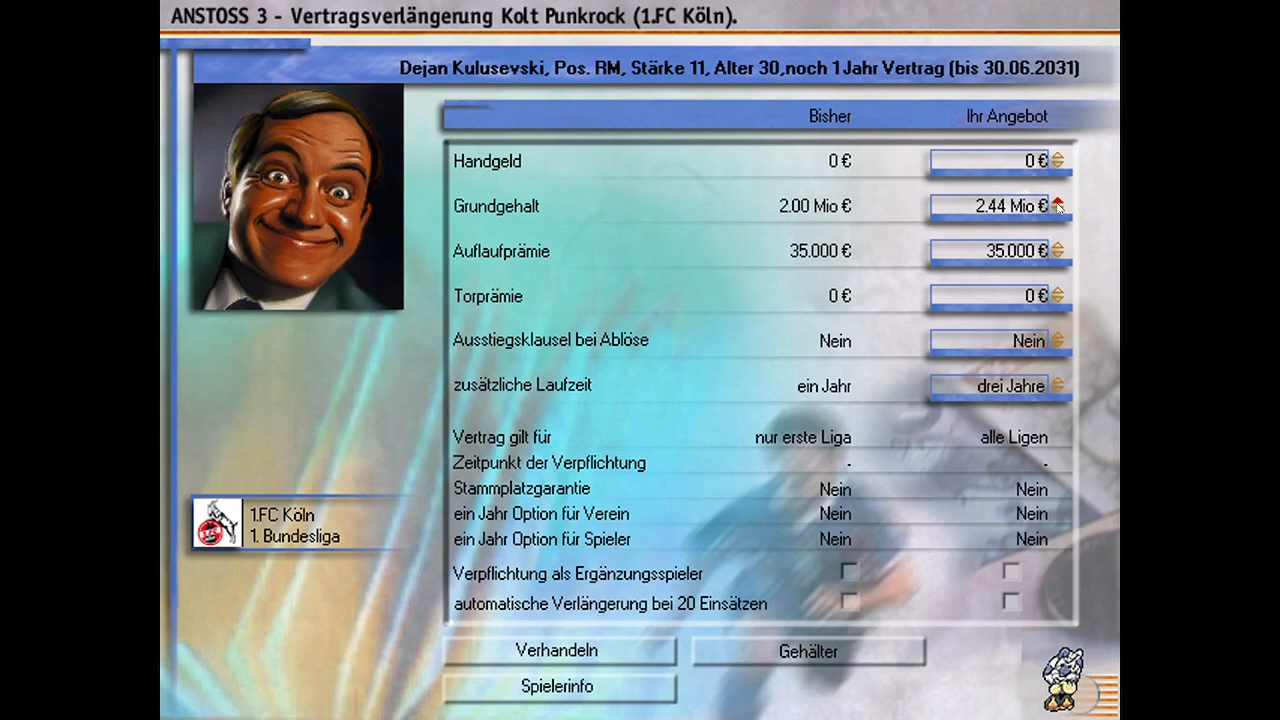 ANSTOSS 3 - Vertragsverlängerung Kolt Punkrock (1.FC Köln).
Dejan Kulusevski, Pos. RM, Stärke 11, Alter 30,noch 1 Jahr Vertrag (bis 30.06.2031)
Bisher Ihr Angebot
Handgeld 0 € 0 €
Grundgehalt 2.00 Mio € 2.44 Mio €
Auflaufprämie 35.000 € 35.000 €
Torprämie 0 € 0 €
Ausstiegsklausel bei Ablöse Nein Nein
zusätzliche Laufzeit ein Jahr drei Jahre
Vertrag gilt für nur erste Liga alle Ligen
Zeitpunkt der Verpflichtung - -
Stammplatzgarantie Nein Nein
ein Jahr Option für Verein Nein Nein
ein Jahr Option für Spieler Nein Nein
Verpflichtung als Ergänzungsspieler
automatische Verlängerung bei 20 Einsätzen
1.FC Köln
1. Bundesliga
Verhandeln Gehälter
Spielerinfo